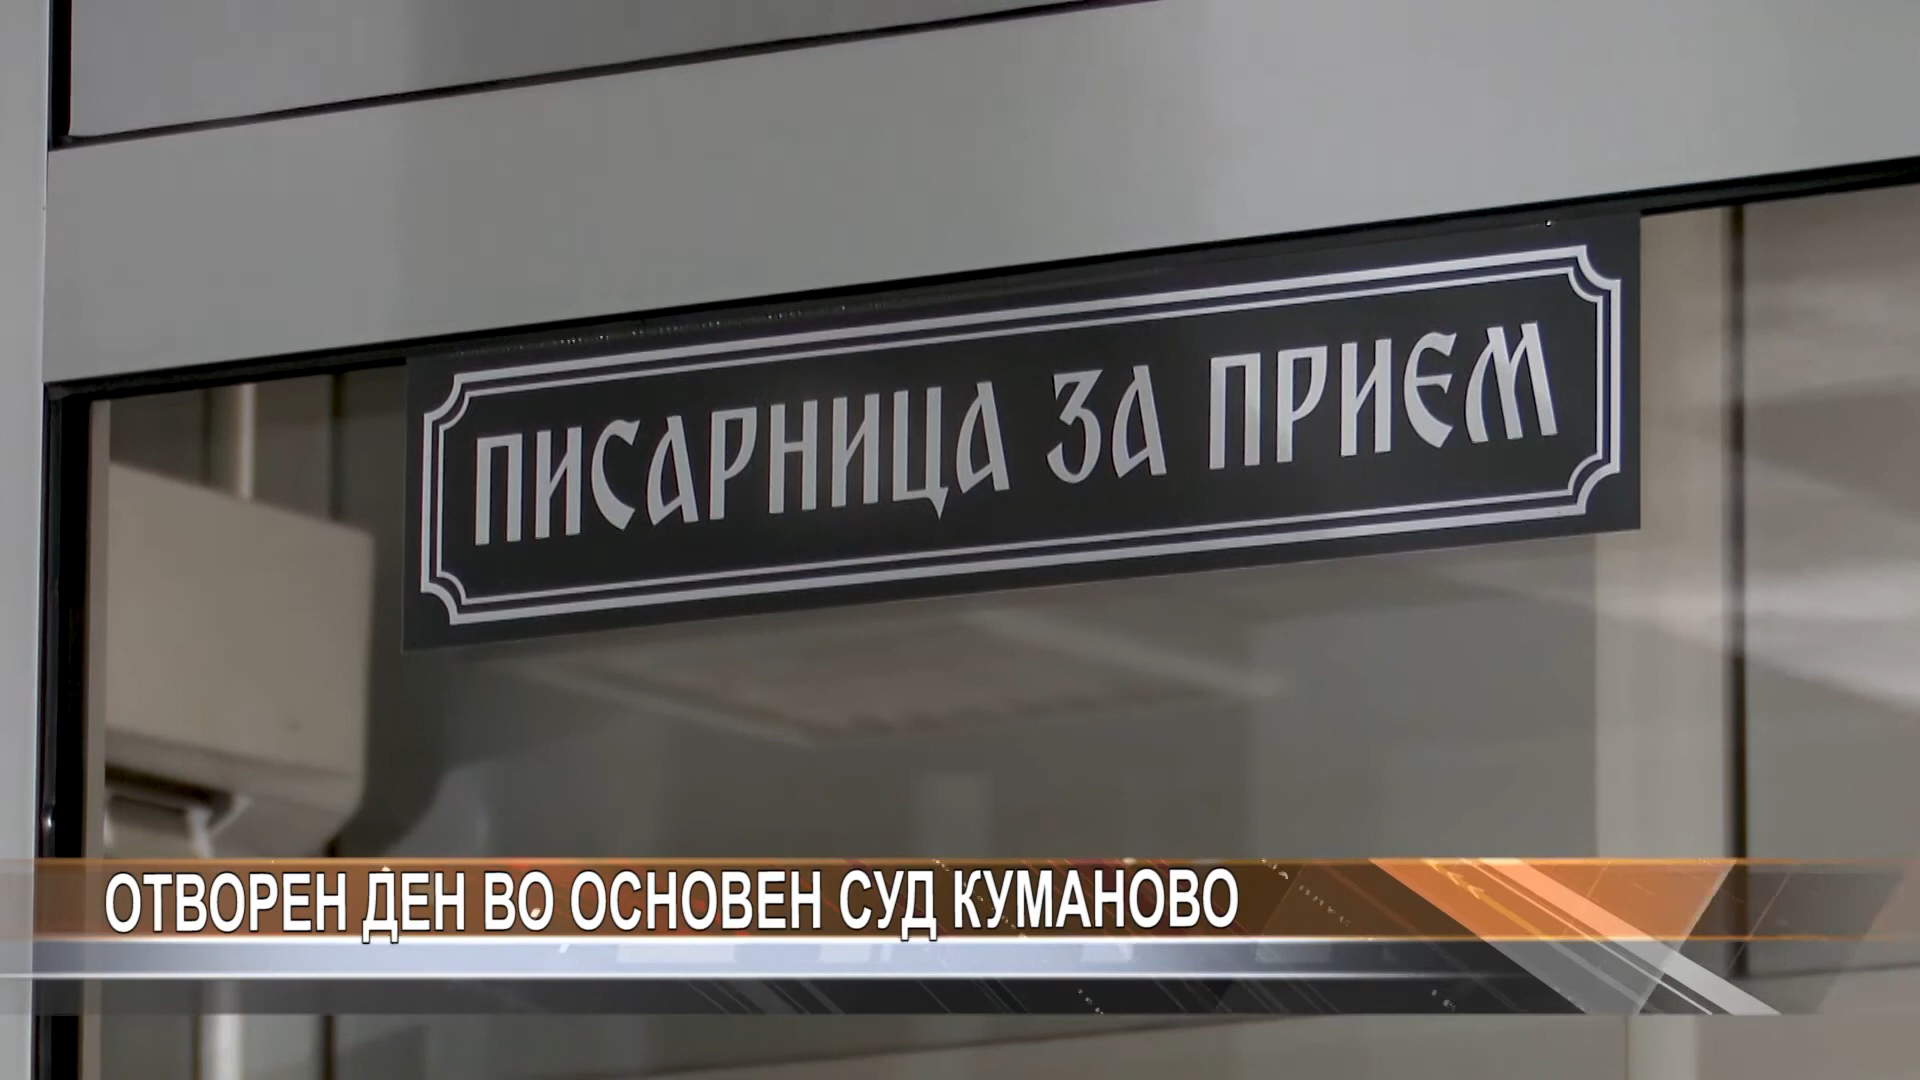 ПИСАРНИЦА ЗА ПРИЕМ
ОТВОРЕН ДЕН ВО ОСНОВЕН СУД КУМАНОВО